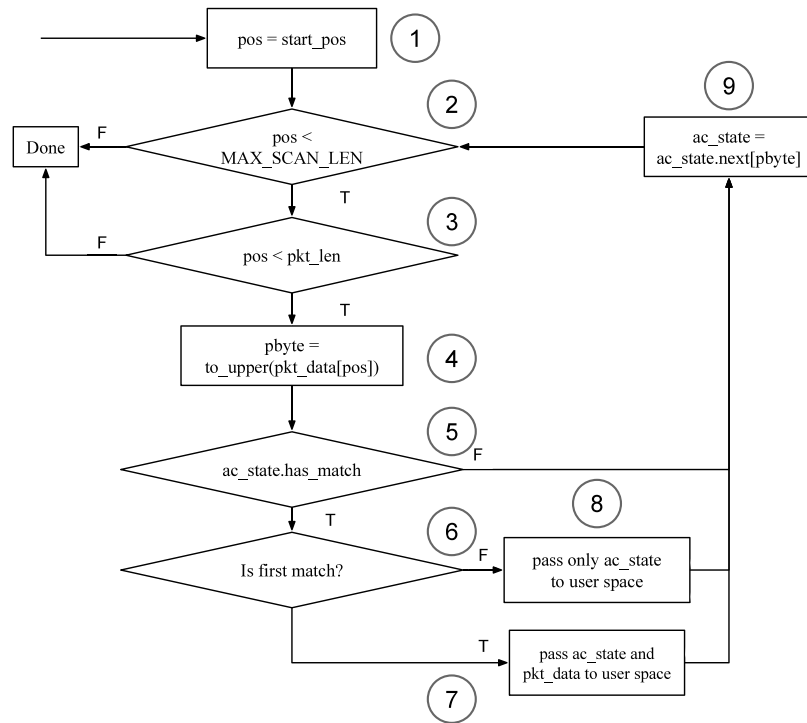 pos = start_pos
1
2
9
pos <
MAX_SCAN_LEN
F
Done
ac_state =
ac_state.next[pbyte]
T
3
F
pos < pkt_len
T
pbyte =
to_upper(pkt_data[pos])
4
5
ac_state.has_match
F
T
6
8
Is first match?
F
pass only ac_state
to user space
T
pass ac_state and
pkt_data to user space
7